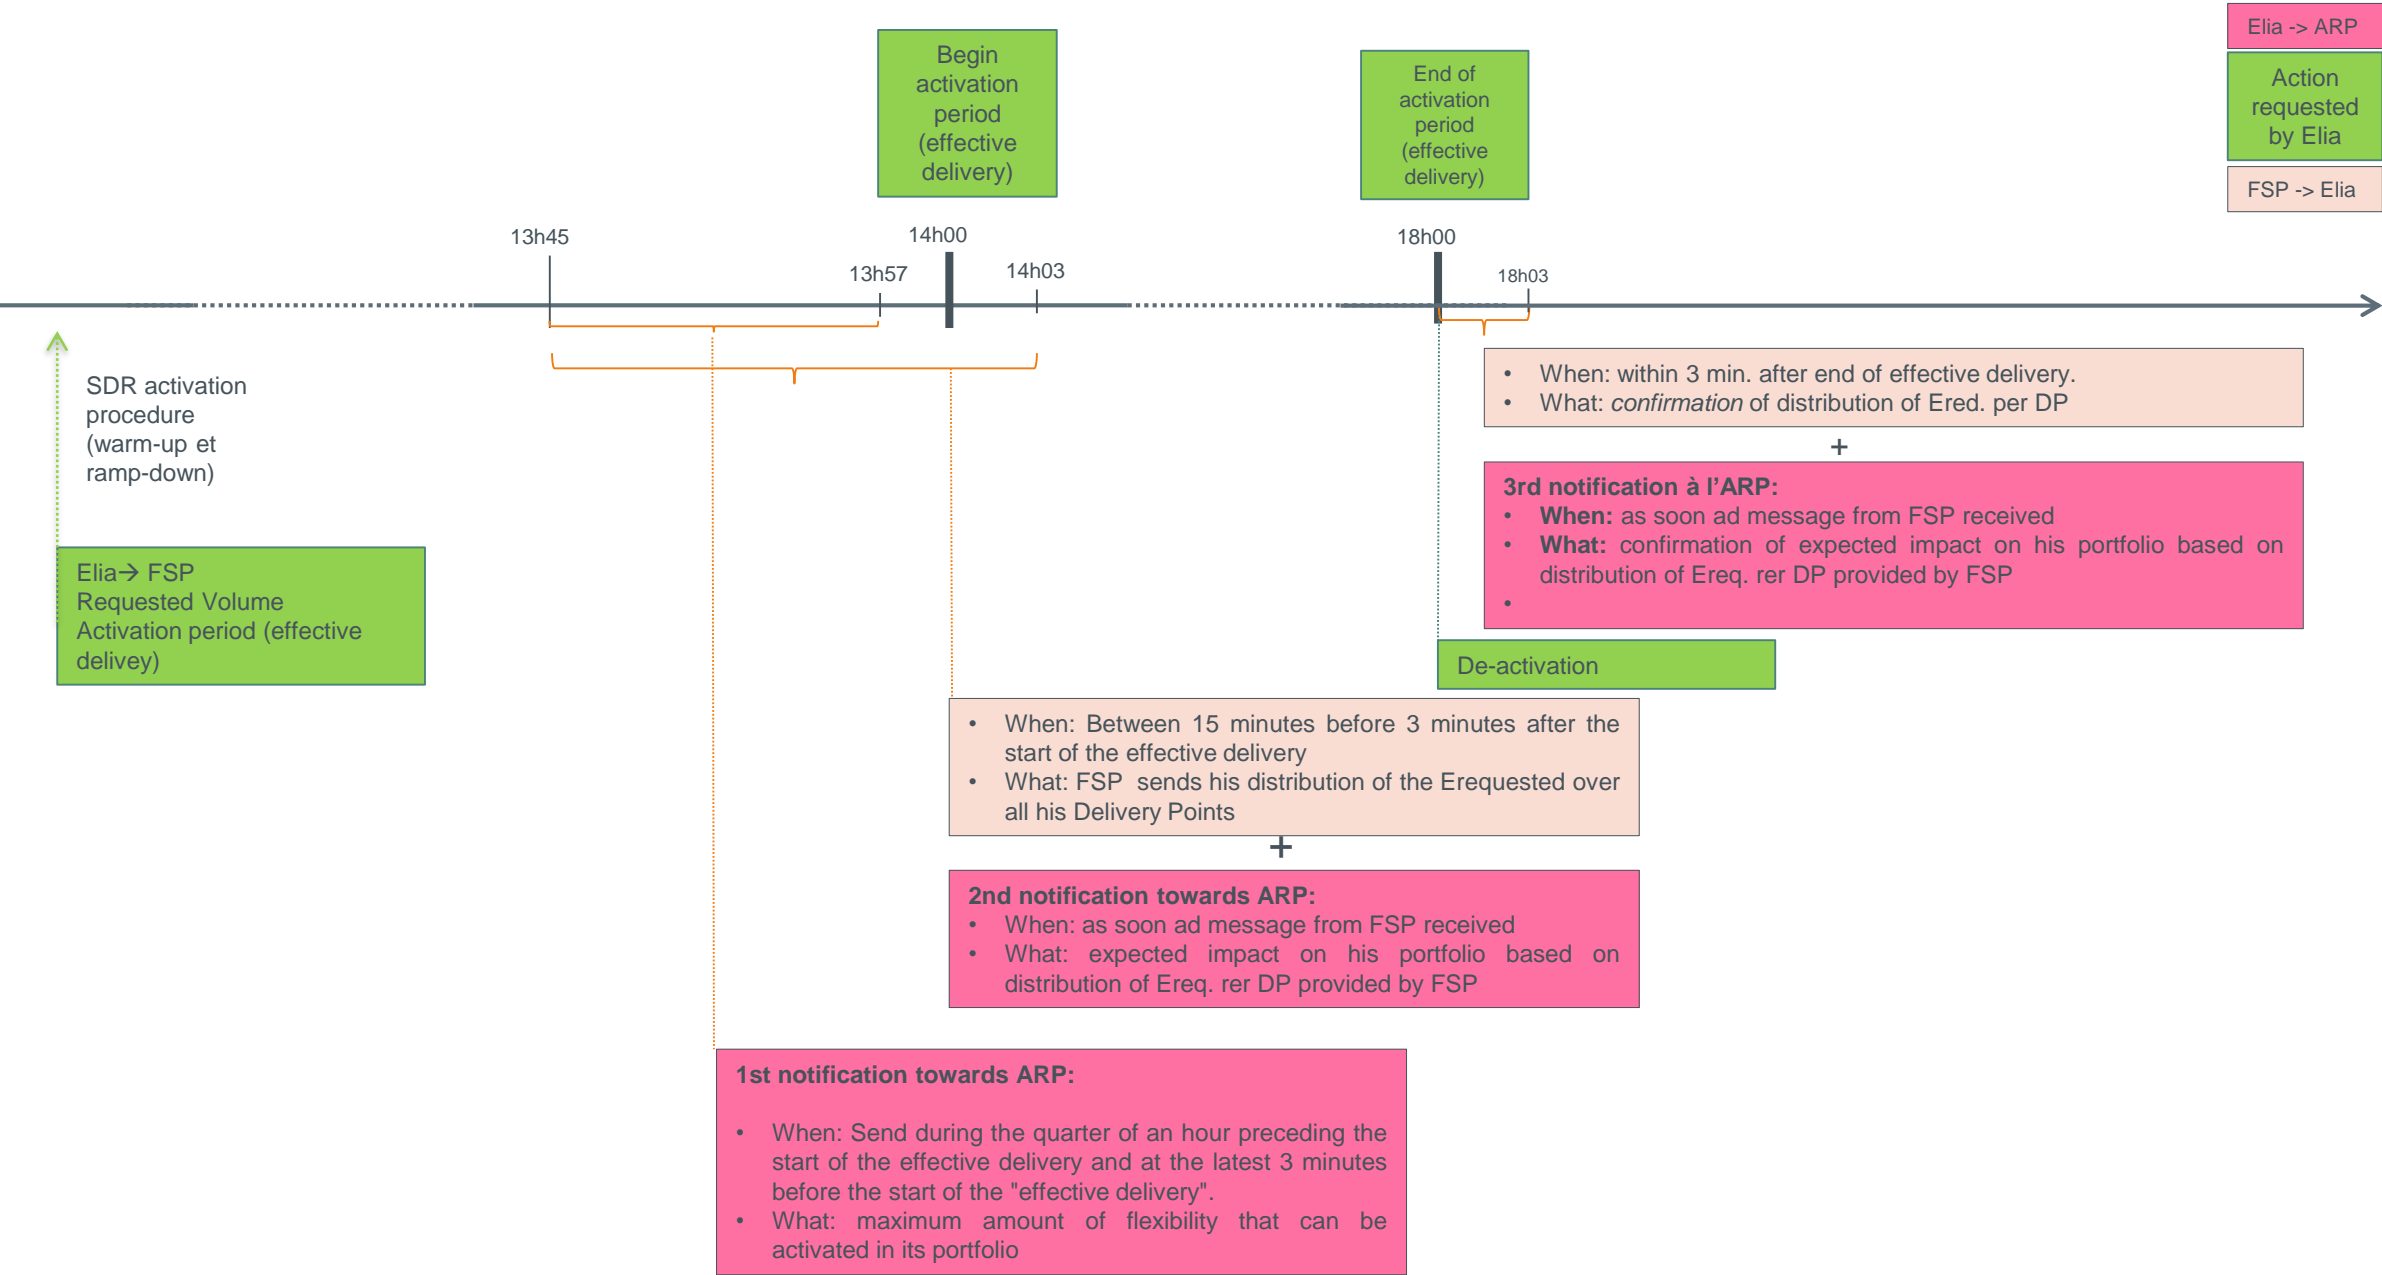 Elia -> ARP
Action
requested
by Elia
FSP -> Elia
Begin
activation
period
(effective
delivery)
End of
activation
period
(effective
delivery)
13h45
13h57
14h00
14h03
18h00
18h03
SDR activation
procedure
(warm-up et
ramp-down)
Elia→ FSP
Requested Volume
Activation period (effective
delivey)
• When: within 3 min. after end of effective delivery.
• What: confirmation of distribution of Ered. per DP
+
3rd notification à l'ARP:
• When: as soon ad message from FSP received
• What: confirmation of expected impact on his portfolio based on
distribution of Ereq. rer DP provided by FSP
•
De-activation
• When: Between 15 minutes before 3 minutes after the
start of the effective delivery
• What: FSP sends his distribution of the Erequested over
all his Delivery Points
+
2nd notification towards ARP:
• When: as soon ad message from FSP received
• What: expected impact on his portfolio based on
distribution of Ereq. rer DP provided by FSP
1st notification towards ARP:
• When: Send during the quarter of an hour preceding the
start of the effective delivery and at the latest 3 minutes
before the start of the "effective delivery".
• What: maximum amount of flexibility that can be
activated in its portfolio